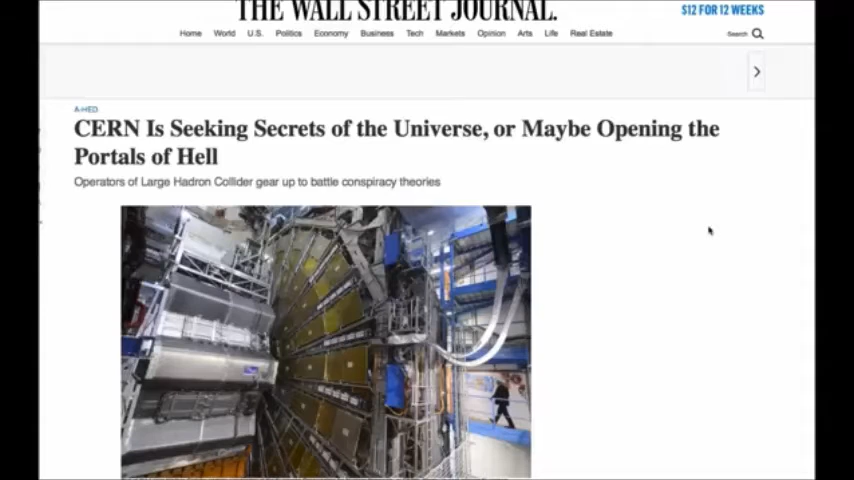 THE WALL STREET JOURNAL.
$12 FOR 12 WEEKS
Home World U.S. Politics Economy Business Tech Markets Opinion Arts Life Real Estate
Search
A-HED
CERN Is Seeking Secrets of the Universe, or Maybe Opening the
Portals of Hell
Operators of Large Hadron Collider gear up to battle conspiracy theories